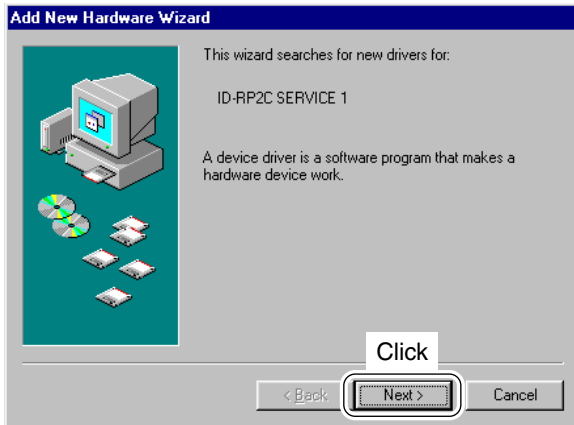 Add New Hardware Wizard
This wizard searches for new drivers for:
ID-RP2C SERVICE 1
A device driver is a software program that makes a
hardware device work.
Click
< Back
Next >
Cancel